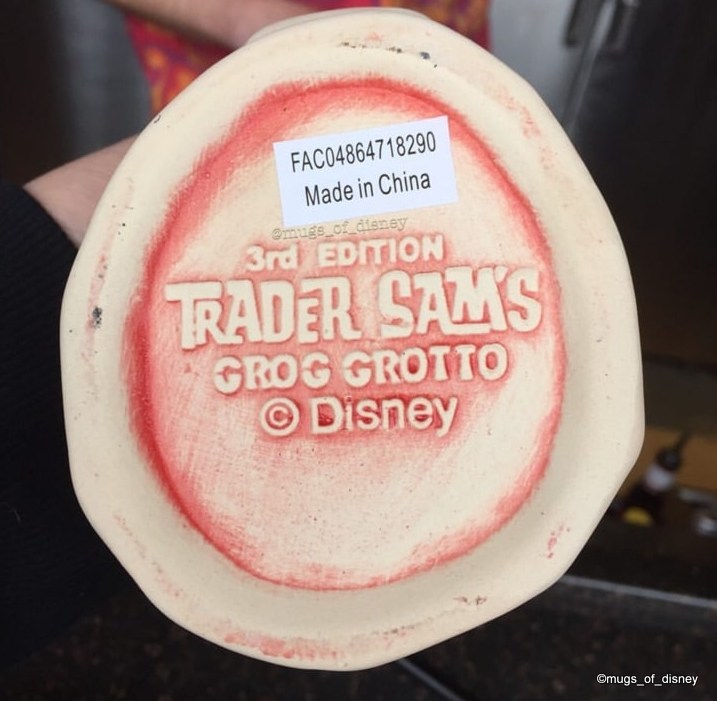 FAC04864718290
Made in China
@mugs_of_disney
3rd EDITION
TRADER SAM'S
GROG GROTTO
© Disney
©mugs_of_disney